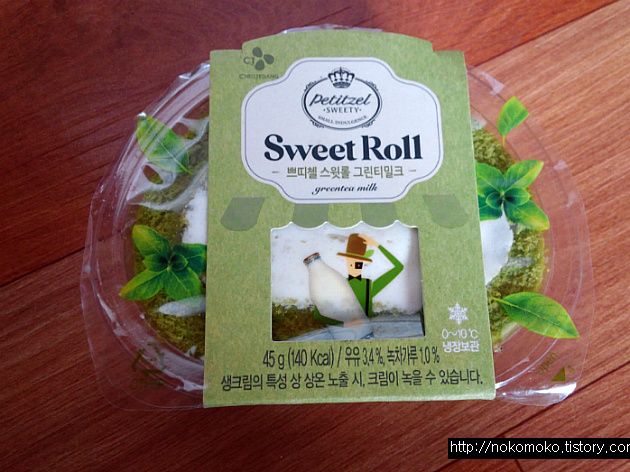 CJ
CHEILJEDANG
Petitzel
SWEETY
SMALL INDULGENCE
Sweet Roll
쁘띠첼 스윗롤 그린티밀크
greentea milk
0~10℃
냉장보관
45 g (140 Kcal) / 우유 3.4 %, 녹차가루 1.0 %
생크림의 특성 상 상온 노출 시, 크림이 녹을 수 있습니다.
http://nokomoko.tistory.com